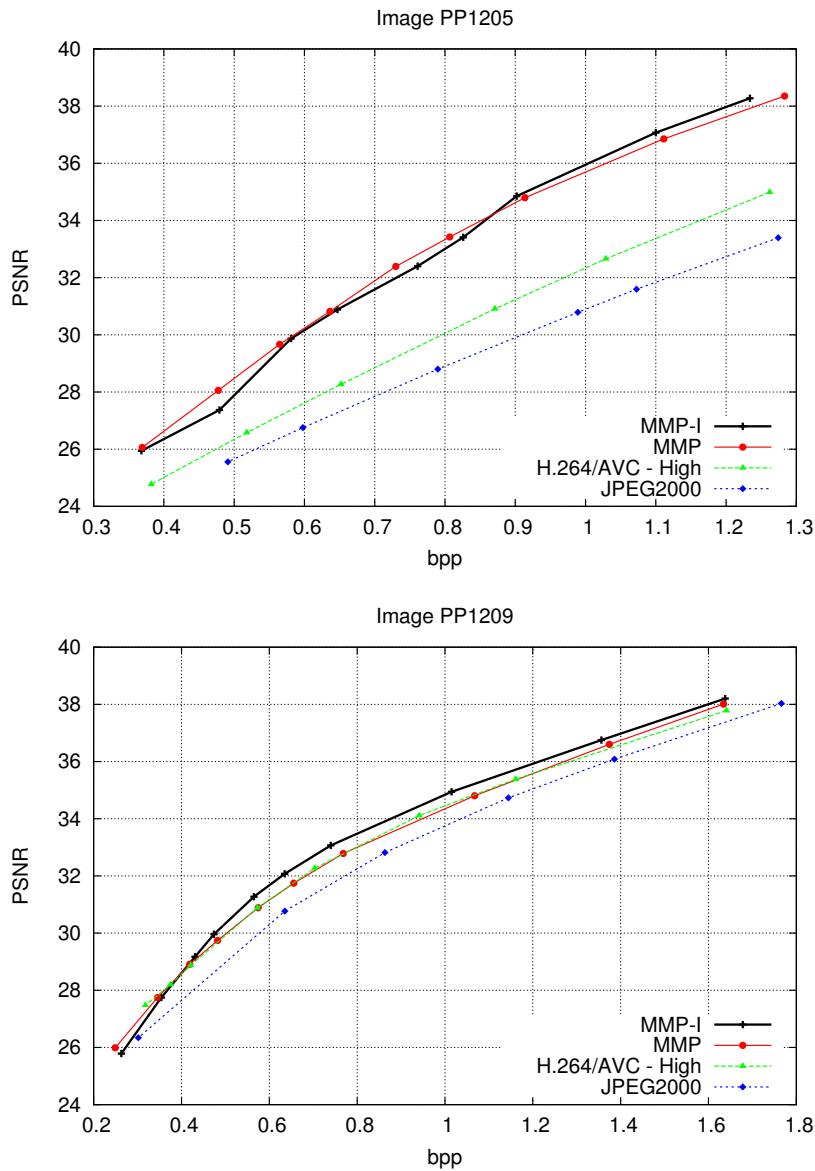 Image PP1205
40
38
36
34
32
30
28
26
24
PSNR
0.3 0.4 0.5 0.6 0.7 0.8 0.9 1 1.1 1.2 1.3
bpp
MMP-I
MMP
H.264/AVC - High
JPEG2000
Image PP1209
40
38
36
34
32
30
28
26
24
PSNR
0.2 0.4 0.6 0.8 1 1.2 1.4 1.6 1.8
bpp
MMP-I
MMP
H.264/AVC - High
JPEG2000